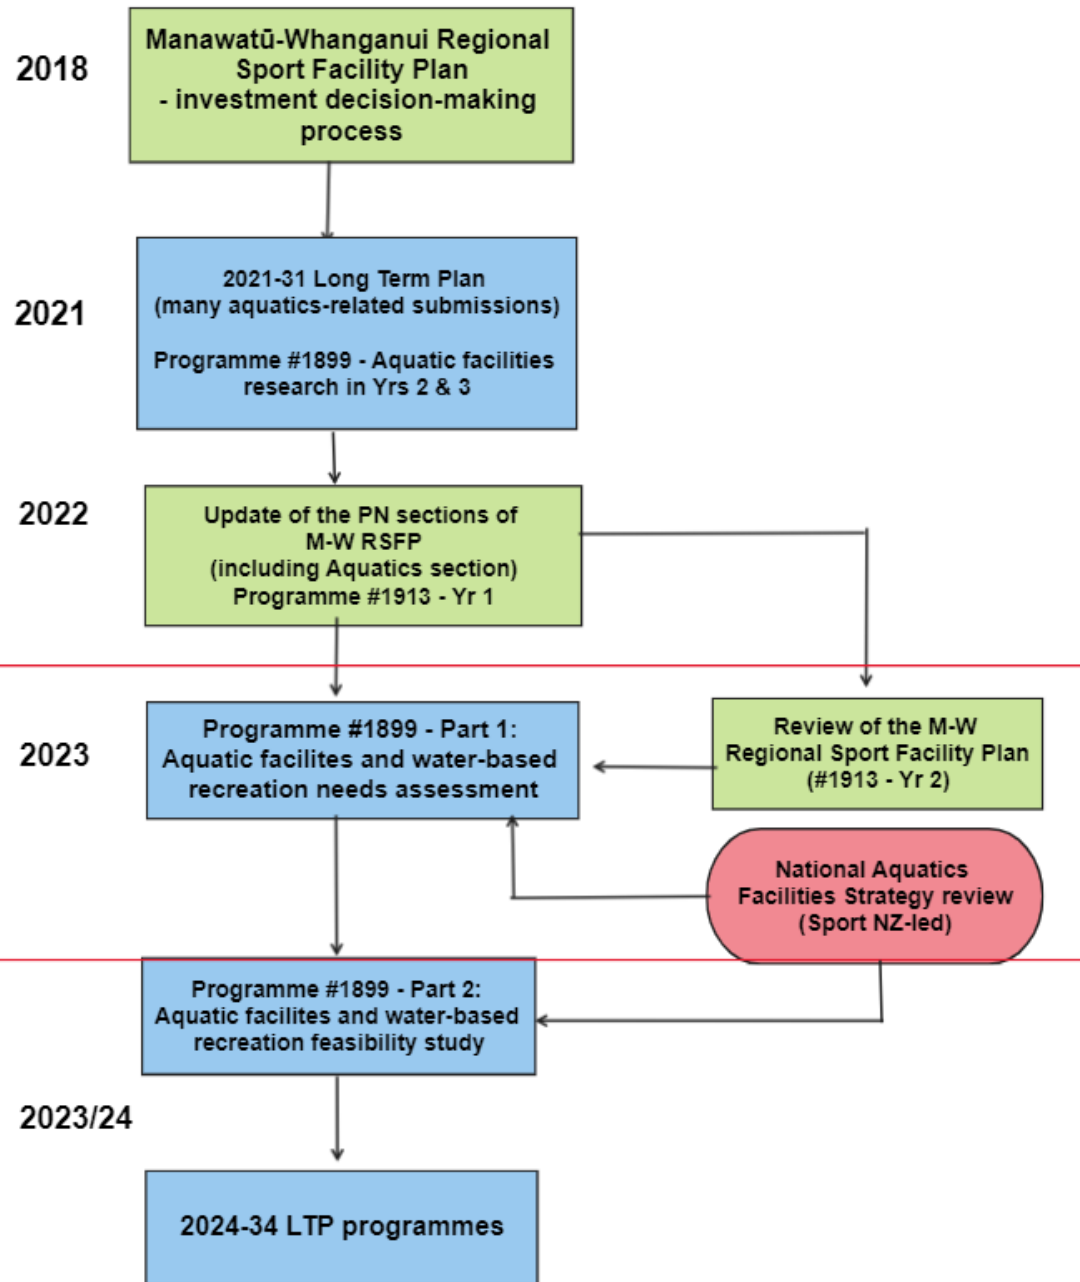 2018
Manawatū-Whanganui Regional
Sport Facility Plan
- investment decision-making
process
2021
2021-31 Long Term Plan
(many aquatics-related submissions)
Programme #1899 - Aquatic facilities
research in Yrs 2 & 3
2022
Update of the PN sections of
M-W RSFP
(including Aquatics section)
Programme #1913 - Yr 1
2023
Programme #1899 - Part 1:
Aquatic facilites and water-based
recreation needs assessment
Review of the M-W
Regional Sport Facility Plan
(#1913 - Yr 2)
National Aquatics
Facilities Strategy review
(Sport NZ-led)
Programme #1899 - Part 2:
Aquatic facilites and water-based
recreation feasibility study
2023/24
2024-34 LTP programmes